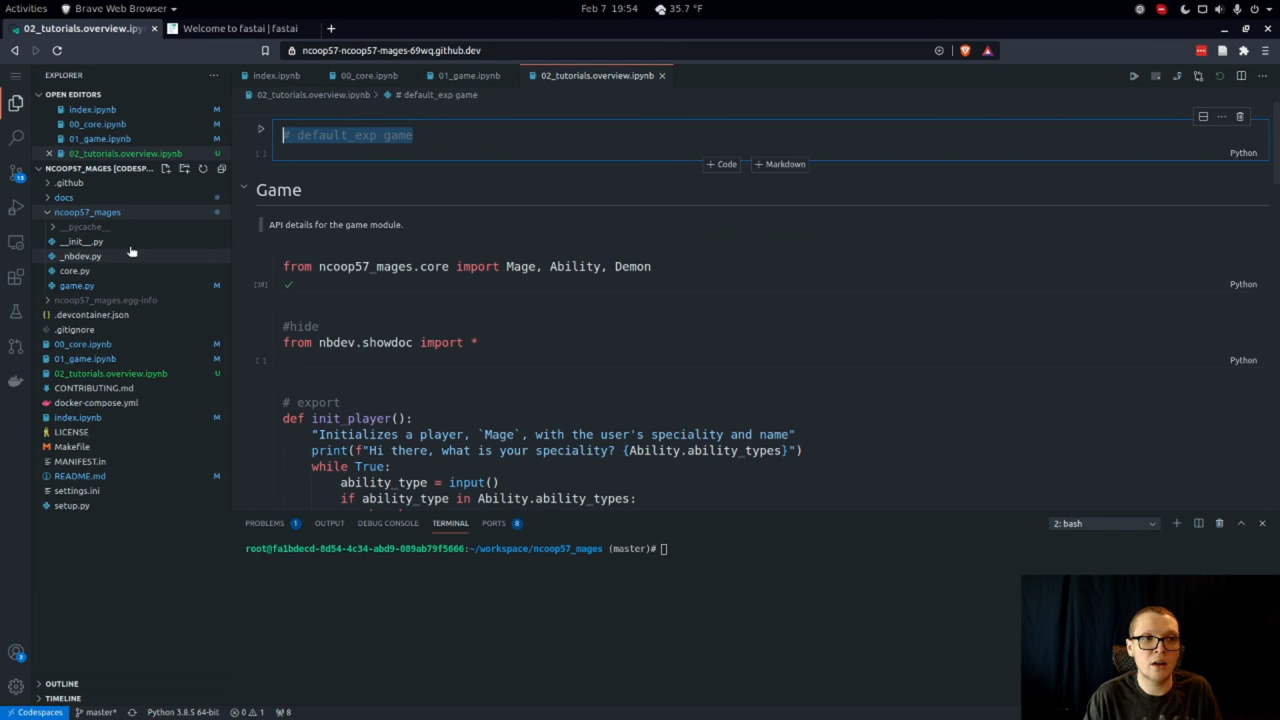 Activities
Brave Web Browser
Feb 7 19:54
35.7 °F
02_tutorials.overview.ipyn
Welcome to fastai | fastai
ncoop57-ncoop57-mages-69wq.github.dev
EXPLORER
OPEN EDITORS
index.ipynb M
00_core.ipynb M
01_game.ipynb M
02_tutorials.overview.ipynb U
NCOOP57_MAGES [CODESP...
.github
docs
ncoop57_mages
__pycache__
__init__.py
_nbdev.py
core.py
game.py M
ncoop57_mages.egg-info
.devcontainer.json
.gitignore
00_core.ipynb M
01_game.ipynb M
02_tutorials.overview.ipynb U
CONTRIBUTING.md
docker-compose.yml
index.ipynb M
LICENSE
Makefile
MANIFEST.in
README.md M
settings.ini
setup.py
OUTLINE
TIMELINE
index.ipynb
00_core.ipynb
01_game.ipynb
02_tutorials.overview.ipynb
02_tutorials.overview.ipynb > # default_exp game
# default_exp game
[ ]
Python
+ Code
+ Markdown
Game
API details for the game module.
from ncoop57_mages.core import Mage, Ability, Demon
[10]
Python
#hide
from nbdev.showdoc import *
[ ]
Python
# export
def init_player():
"Initializes a player, `Mage`, with the user's speciality and name"
print(f"Hi there, what is your speciality? {Ability.ability_types}")
while True:
ability_type = input()
if ability_type in Ability.ability_types:
PROBLEMS 1
OUTPUT
DEBUG CONSOLE
TERMINAL
PORTS 8
2: bash
root@fa1bdecd-8d54-4c34-abd9-089ab79f5666:~/workspace/ncoop57_mages (master)#
Codespaces
master*
Python 3.8.5 64-bit
0
1
8